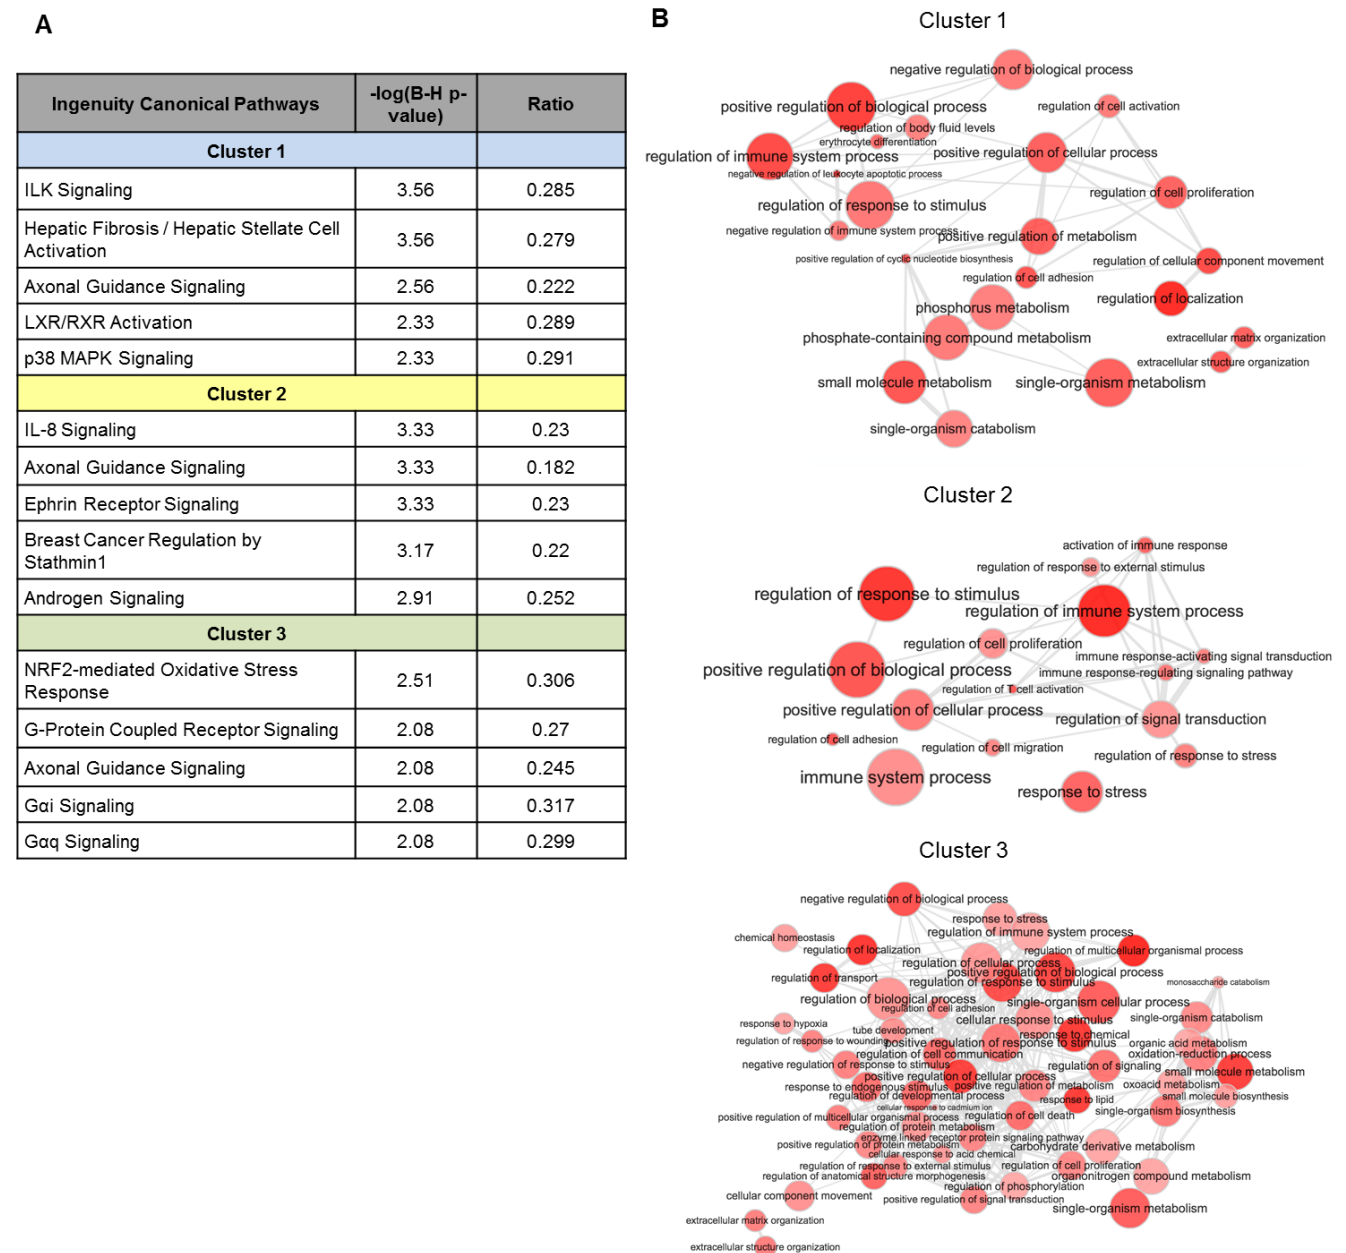 A
Ingenuity Canonical Pathways
-log(B-H p-
value)
Ratio
Cluster 1
ILK Signaling
3.56
0.285
Hepatic Fibrosis / Hepatic Stellate Cell
Activation
3.56
0.279
Axonal Guidance Signaling
2.56
0.222
LXR/RXR Activation
2.33
0.289
p38 MAPK Signaling
2.33
0.291
Cluster 2
IL-8 Signaling
3.33
0.23
Axonal Guidance Signaling
3.33
0.182
Ephrin Receptor Signaling
3.33
0.23
Breast Cancer Regulation by
Stathmin1
3.17
0.22
Androgen Signaling
2.91
0.252
Cluster 3
NRF2-mediated Oxidative Stress
Response
2.51
0.306
G-Protein Coupled Receptor Signaling
2.08
0.27
Axonal Guidance Signaling
2.08
0.245
Gαi Signaling
2.08
0.317
Gαq Signaling
2.08
0.299
B
Cluster 1
negative regulation of biological process
positive regulation of biological process
regulation of cell activation
regulation of body fluid levels
erythrocyte differentiation
regulation of immune system process
positive regulation of cellular process
negative regulation of leukocyte apoptotic process
regulation of cell proliferation
regulation of response to stimulus
negative regulation of immune system process
positive regulation of metabolism
positive regulation of cyclic nucleotide biosynthesis
regulation of cellular component movement
regulation of cell adhesion
regulation of localization
phosphorus metabolism
phosphate-containing compound metabolism
extracellular matrix organization
extracellular structure organization
small molecule metabolism
single-organism metabolism
single-organism catabolism
Cluster 2
activation of immune response
regulation of response to external stimulus
regulation of response to stimulus
regulation of immune system process
regulation of cell proliferation
immune response-activating signal transduction
positive regulation of biological process
immune response-regulating signaling pathway
regulation of T cell activation
positive regulation of cellular process
regulation of signal transduction
regulation of cell adhesion
regulation of cell migration
regulation of response to stress
immune system process
response to stress
Cluster 3
negative regulation of biological process
response to stress
regulation of immune system process
chemical homeostasis
regulation of localization
regulation of multicellular organismal process
regulation of cellular process
positive regulation of biological process
regulation of transport
regulation of response to stimulus
monosaccharide catabolism
regulation of biological process
single-organism cellular process
regulation of cell adhesion
single-organism catabolism
cellular response to stimulus
response to hypoxia
tube development
response to chemical
regulation of response to wounding
positive regulation of response to stimulus
organic acid metabolism
regulation of cell communication
oxidation-reduction process
negative regulation of response to stimulus
regulation of signaling
small molecule metabolism
positive regulation of cellular process
response to endogenous stimulus
positive regulation of metabolism
oxoacid metabolism
regulation of developmental process
response to lipid
small molecule biosynthesis
cellular response to cadmium ion
single-organism biosynthesis
positive regulation of multicellular organismal process
regulation of cell death
regulation of protein metabolism
enzyme linked receptor protein signaling pathway
positive regulation of protein metabolism
carbohydrate derivative metabolism
cellular response to acid chemical
regulation of response to external stimulus
regulation of cell proliferation
regulation of anatomical structure morphogenesis
organonitrogen compound metabolism
regulation of phosphorylation
cellular component movement
positive regulation of signal transduction
single-organism metabolism
extracellular matrix organization
extracellular structure organization